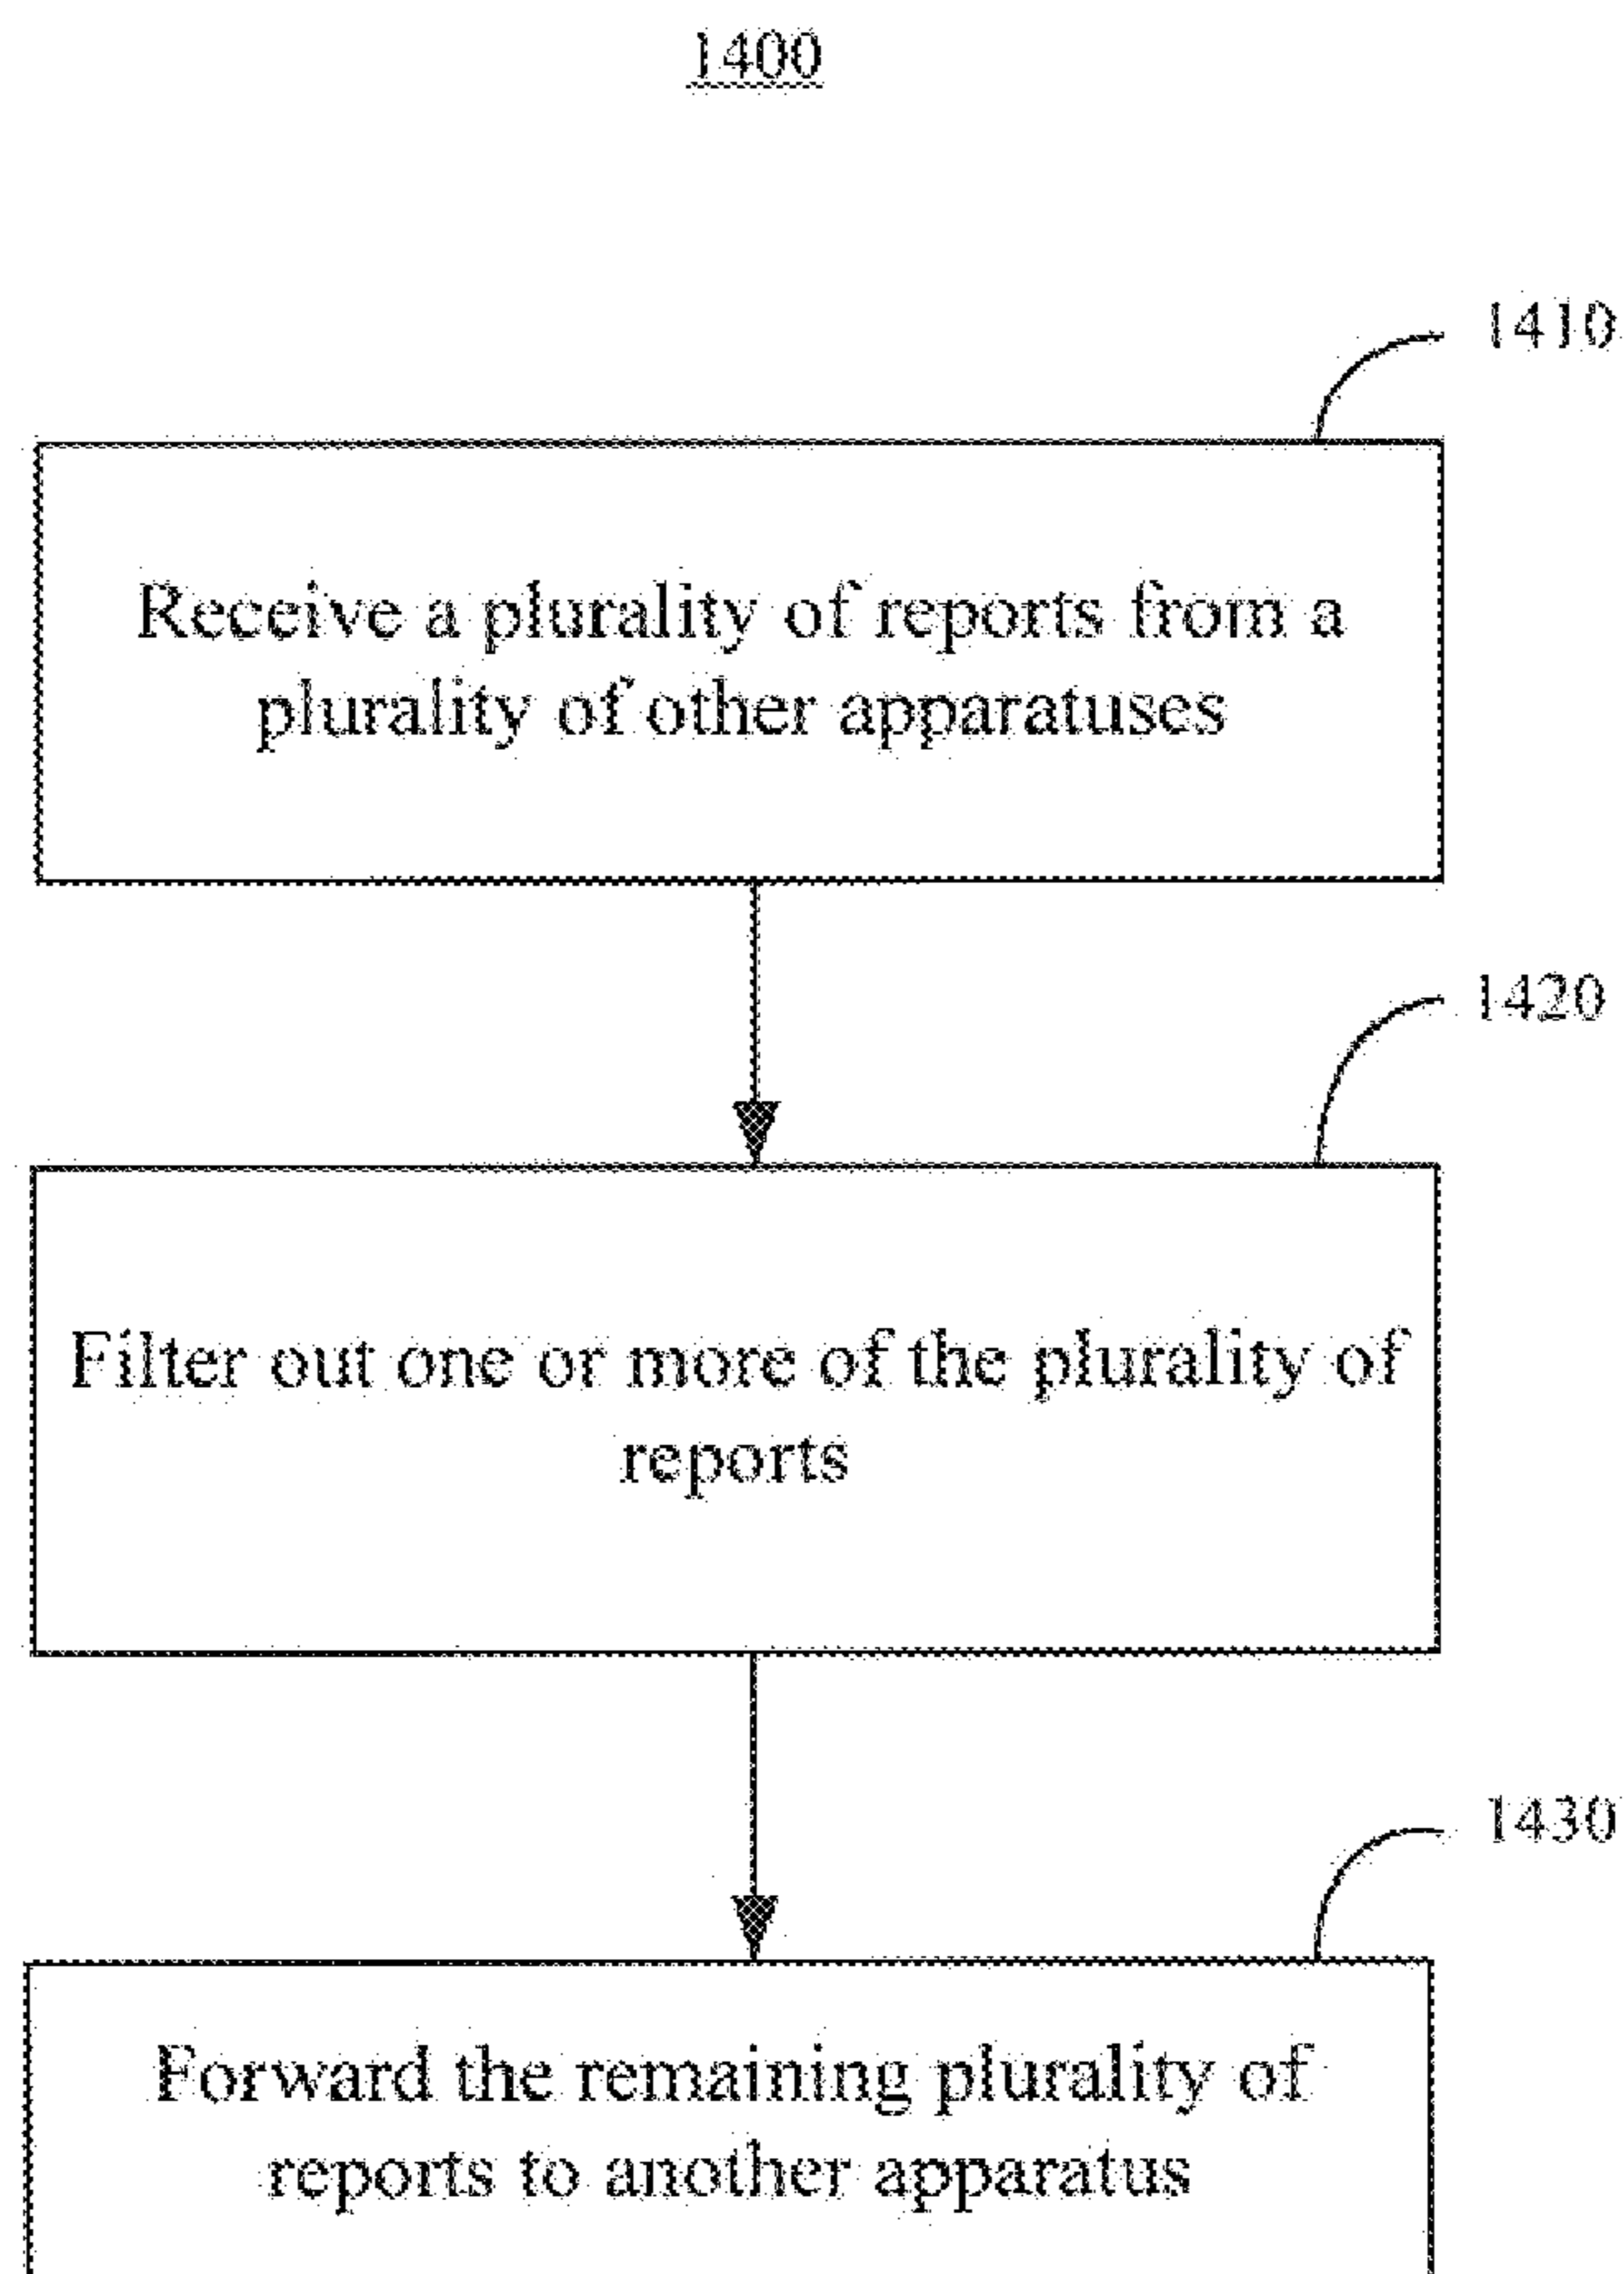 1400
1410
Receive a plurality of reports from a
plurality of other apparatuses
1420
Filter out one or more of the plurality of
reports
1430
Forward the remaining plurality of
reports to another apparatus